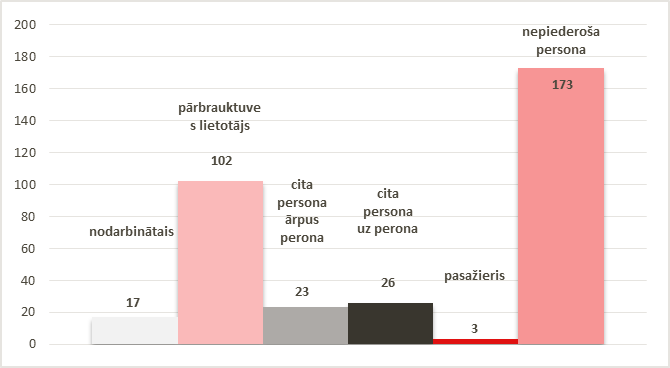 200
180
160
140
120
100
80
60
40
20
0
nodarbinātais
17
pārbrauktuve
s lietotājs
102
cita
persona
ārpus
perona
23
cita
persona
uz perona
26
pasažieris
3
nepiederoša
persona
173